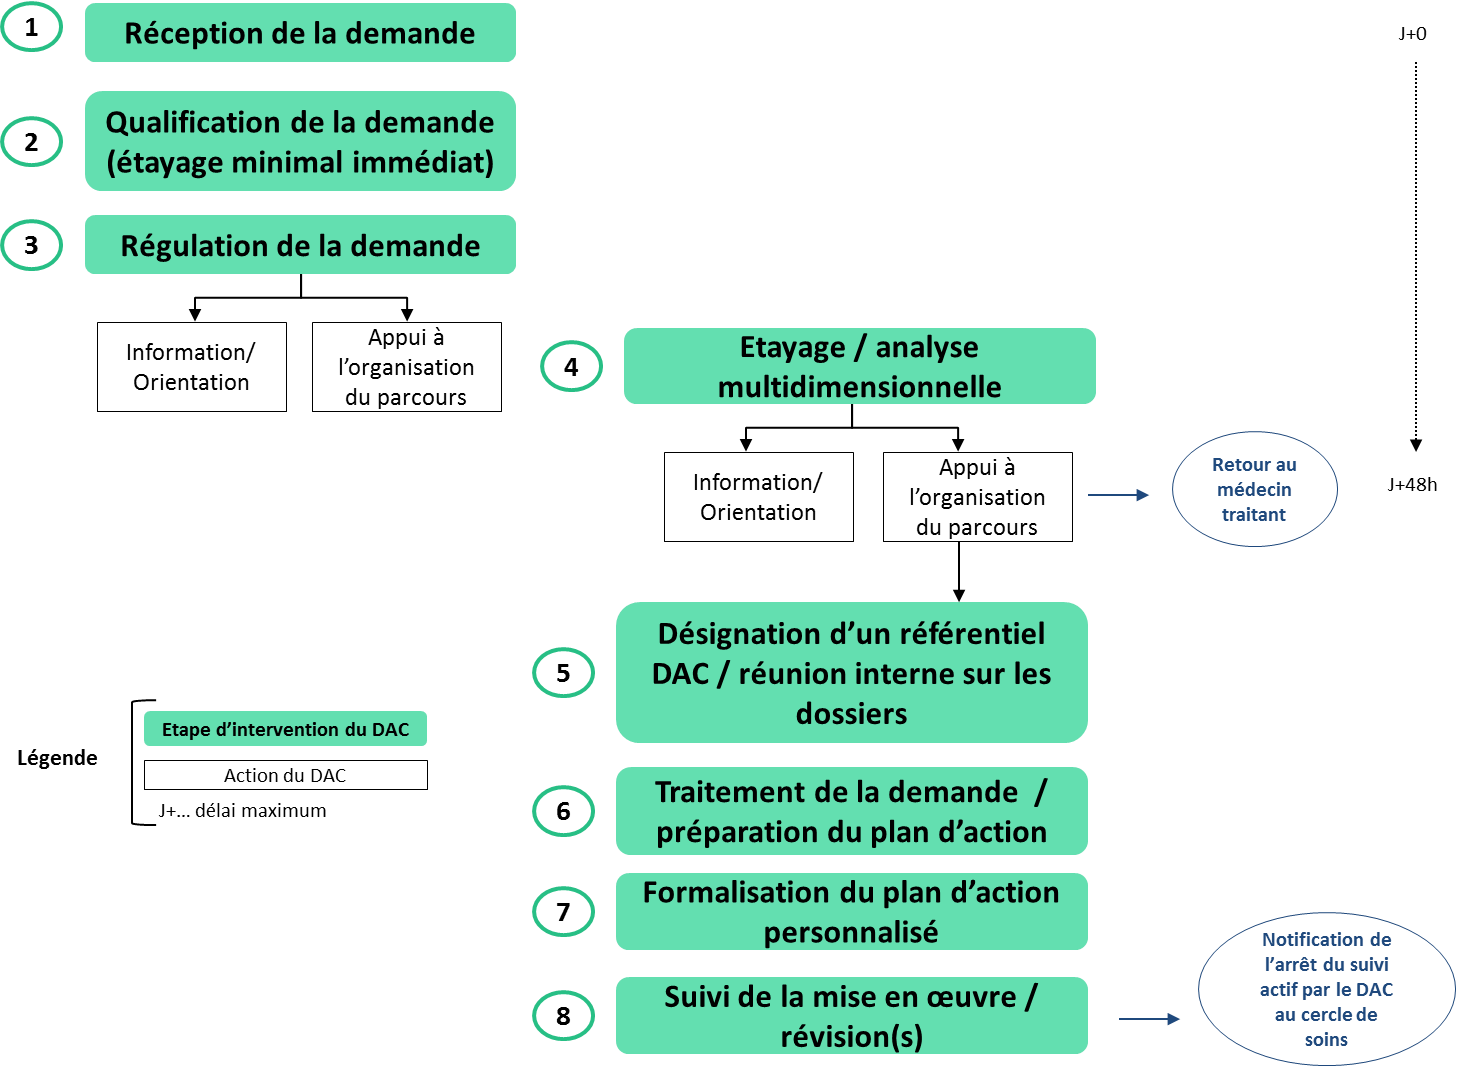 1
Réception de la demande
J+0
2
Qualification de la demande
(étayage minimal immédiat)
3
Régulation de la demande
Information/
Orientation
Appui à
l’organisation
du parcours
4
Etayage / analyse
multidimensionnelle
Information/
Orientation
Appui à
l’organisation
du parcours
Retour au
médecin
traitant
J+48h
5
Désignation d’un référentiel
DAC / réunion interne sur les
dossiers
Légende
Etape d’intervention du DAC
Action du DAC
J+... délai maximum
6
Traitement de la demande /
préparation du plan d’action
7
Formalisation du plan d’action
personnalisé
8
Suivi de la mise en œuvre /
révision(s)
Notification de
l’arrêt du suivi
actif par le DAC
au cercle de
soins